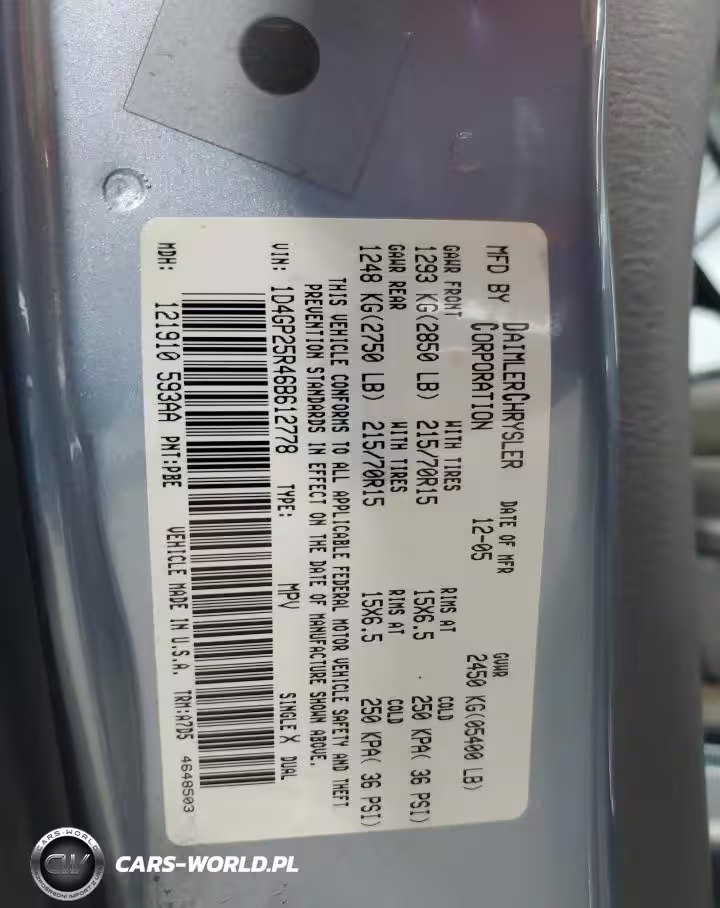 MFD BY DAIMLERCHRYSLER CORPORATION DATE OF MFR 12-05 GVWR 2450 KG(05400 LB)
GAWR FRONT WITH TIRES RIMS AT COLD
1293 KG(2850 LB) 215/70R15 15X6.5 250 KPA( 36 PSI)
GAWR REAR WITH TIRES RIMS AT COLD
1248 KG(2750 LB) 215/70R15 15X6.5 250 KPA( 36 PSI)
THIS VEHICLE CONFORMS TO ALL APPLICABLE FEDERAL MOTOR VEHICLE SAFETY AND THEFT
PREVENTION STANDARDS IN EFFECT ON THE DATE OF MANUFACTURE SHOWN ABOVE.
VIN: 1D4GP25R46B612778 TYPE: MPV SINGLE X DUAL
MDH: 121910 593AA PNT:PBE VEHICLE MADE IN U.S.A. TRM:A7D5 4648503
CARS-WORLD
CW
CARS-WORLD.PL